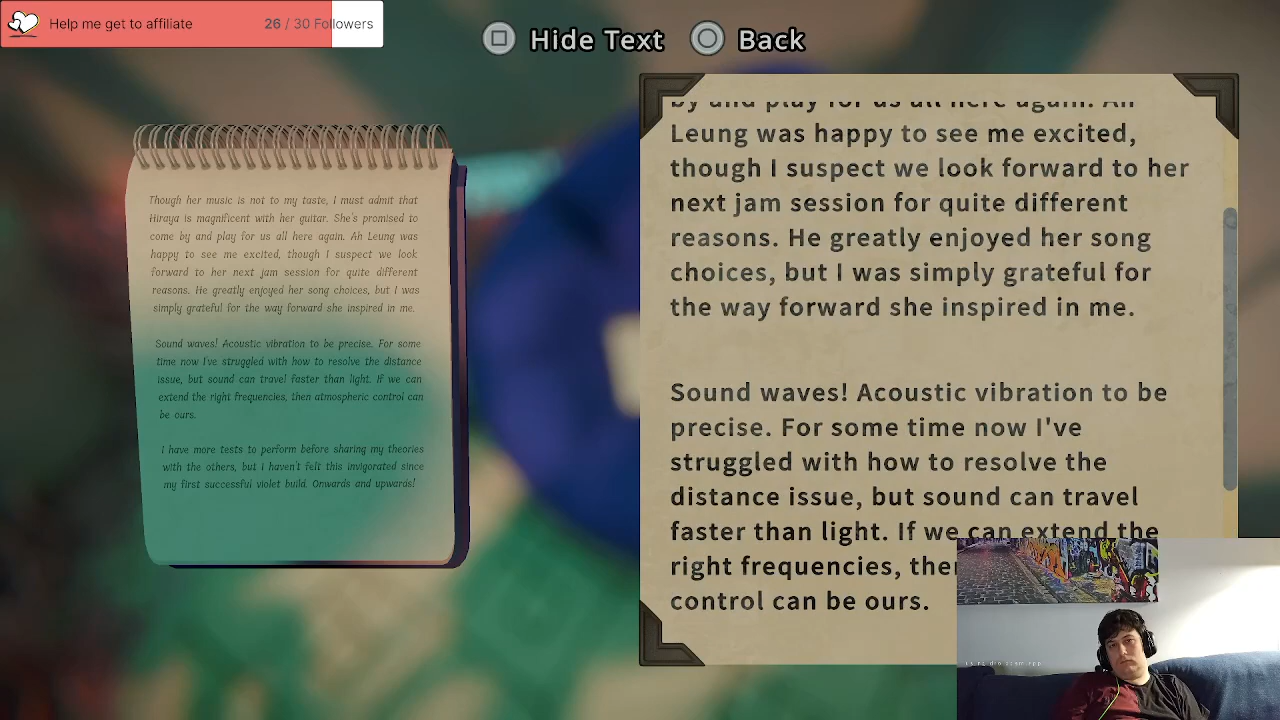 Help me get to affiliate 26 / 30 Followers
Hide Text Back
Though her music is not to my taste, I must admit that
Hiraya is magnificent with her guitar. She's promised to
come by and play for us all here again. Ah Leung was
happy to see me excited, though I suspect we look
forward to her next jam session for quite different
reasons. He greatly enjoyed her song choices, but I was
simply grateful for the way forward she inspired in me.
Sound waves! Acoustic vibration to be precise. For some
time now I've struggled with how to resolve the distance
issue, but sound can travel faster than light. If we can
extend the right frequencies, then atmospheric control can
be ours.
I have more tests to perform before sharing my theories
with the others, but I haven't felt this invigorated since
my first successful violet build. Onwards and upwards!
by and play for us all here again. Ah
Leung was happy to see me excited,
though I suspect we look forward to her
next jam session for quite different
reasons. He greatly enjoyed her song
choices, but I was simply grateful for
the way forward she inspired in me.
Sound waves! Acoustic vibration to be
precise. For some time now I've
struggled with how to resolve the
distance issue, but sound can travel
faster than light. If we can extend the
right frequencies, then
control can be ours.